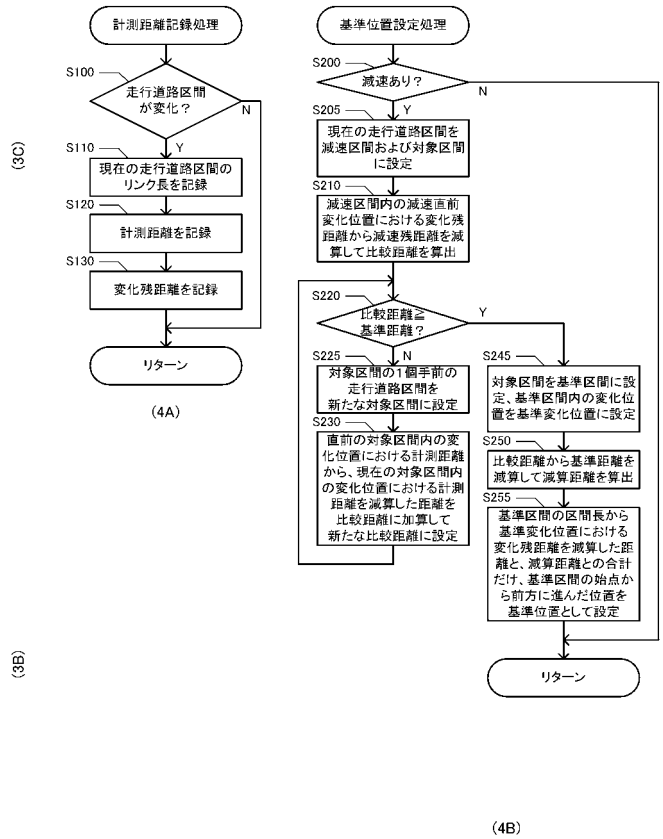 計測距離記録処理
S100
走行道路区間
が変化？
N
Y
S110
現在の走行道路区間の
リンク長を記録
S120
計測距離を記録
S130
変化残距離を記録
リターン
(4A)
(3C)
(3B)
基準位置設定処理
S200
減速あり？
N
Y
S205
現在の走行道路区間を
減速区間および対象区間
に設定
S210
減速区間内の減速直前
変化位置における変化残
距離から減速残距離を減
算して比較距離を算出
S220
比較距離≧
基準距離？
Y
N
S225
対象区間の1個手前の
走行道路区間を
新たな対象区間に設定
S230
直前の対象区間内の変
化位置における計測距離
から、現在の対象区間内
の変化位置における計測
距離を減算した距離を
比較距離に加算して
新たな比較距離に設定
S245
対象区間を基準区間に設
定、基準区間内の変化位
置を基準変化位置に設定
S250
比較距離から基準距離を
減算して減算距離を算出
S255
基準区間の区間長から
基準変化位置における
変化残距離を減算した距
離と、減算距離との合計
だけ、基準区間の始点か
ら前方に進んだ位置を
基準位置として設定
リターン
(4B)